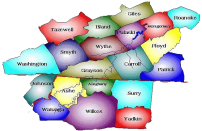 Giles
Roanoke
Tazewell
Bland
Montgomery
Pulaski
Smyth
Wythe
Floyd
Washington
Carroll
Patrick
Grayson
Johnson
Alleghany
Ashe
Surry
Watauga
Wilkes
Yadkin